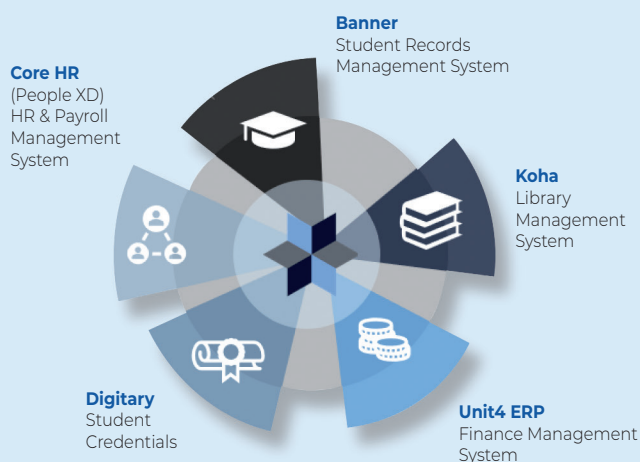 Banner
Student Records
Management System
Core HR
(People XD)
HR & Payroll
Management
System
Koha
Library
Management
System
Digitary
Student
Credentials
Unit4 ERP
Finance Management
System